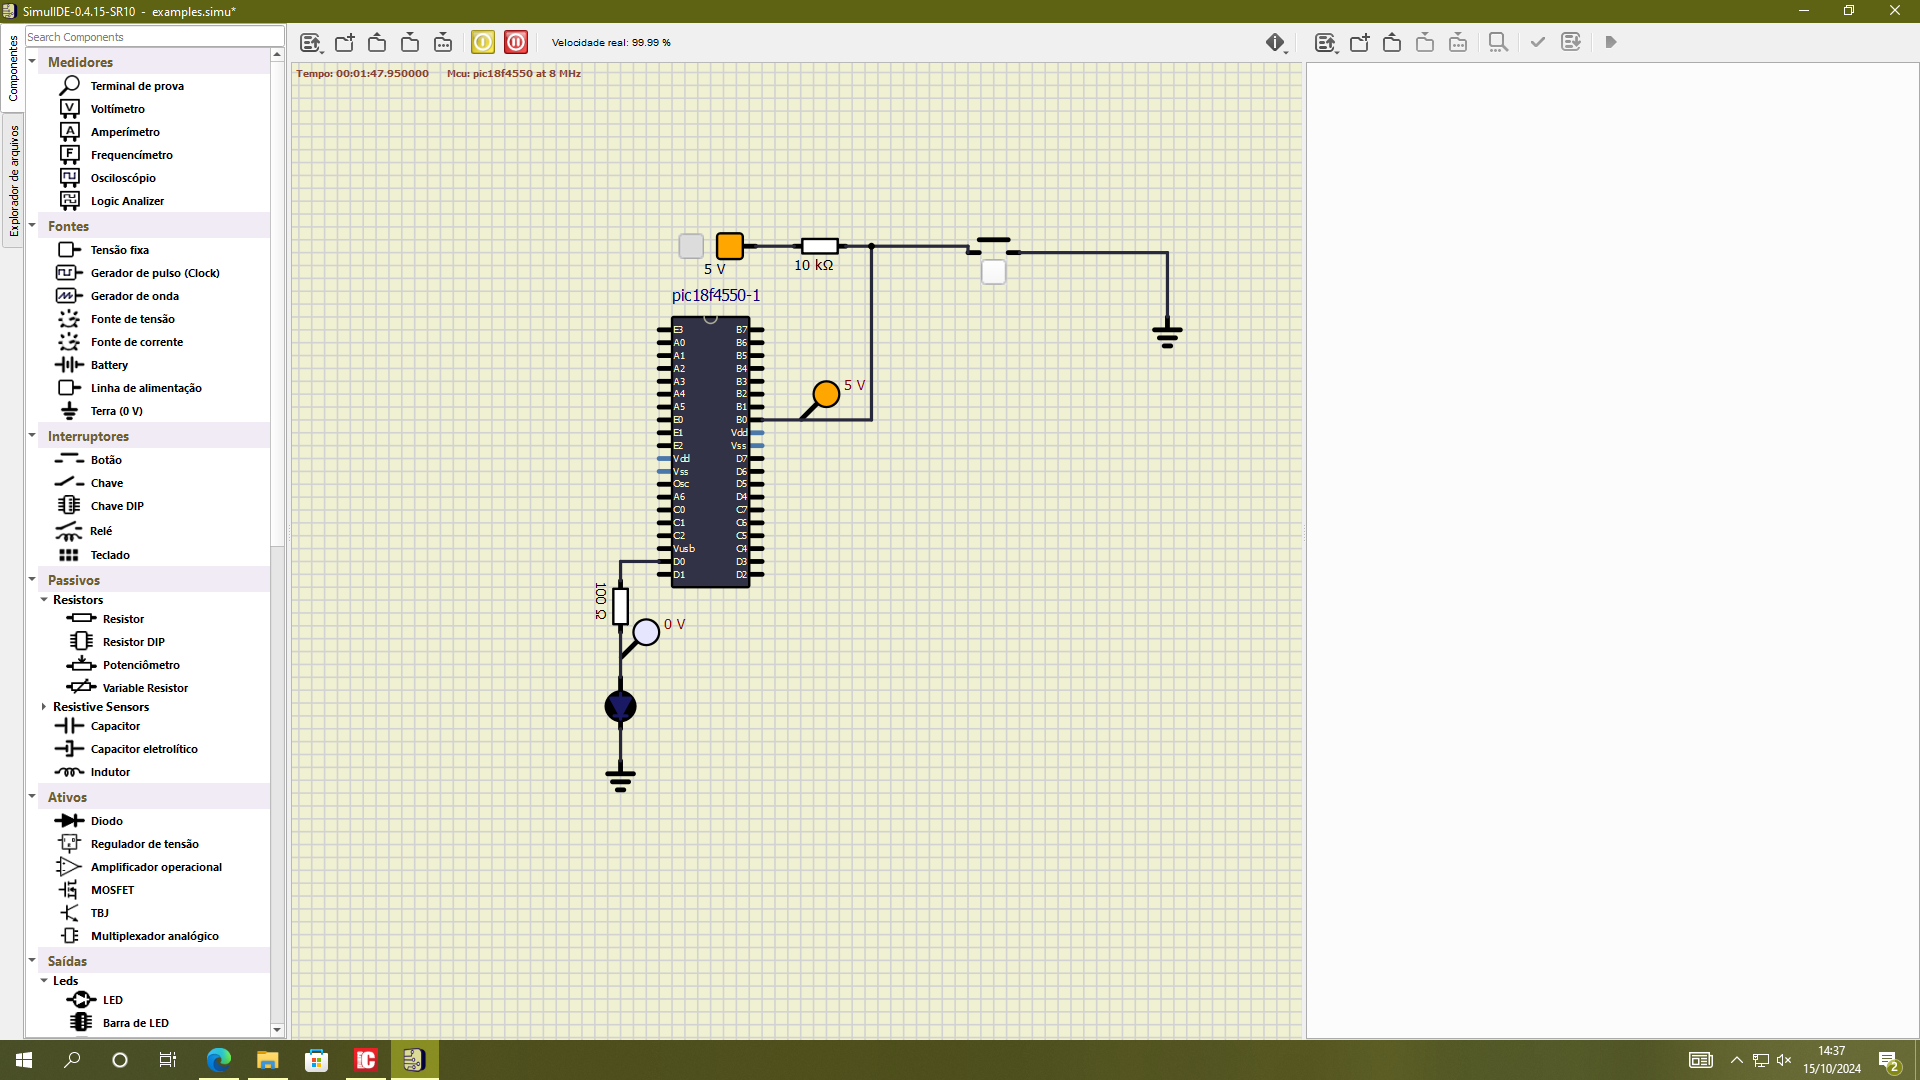 SimulIDE-0.4.15-SR10 - examples.simu*
Componentes
Explorador de arquivos
Search Components
Medidores
Terminal de prova
Voltímetro
Amperímetro
Frequencímetro
Osciloscópio
Logic Analizer
Fontes
Tensão fixa
Gerador de pulso (Clock)
Gerador de onda
Fonte de tensão
Fonte de corrente
Battery
Linha de alimentação
Terra (0 V)
Interruptores
Botão
Chave
Chave DIP
Relé
Teclado
Passivos
Resistors
Resistor
Resistor DIP
Potenciômetro
Variable Resistor
Resistive Sensors
Capacitor
Capacitor eletrolítico
Indutor
Ativos
Diodo
Regulador de tensão
Amplificador operacional
MOSFET
TBJ
Multiplexador analógico
Saídas
Leds
LED
Barra de LED
Velocidade real: 99.99 %
Tempo: 00:01:47.950000 Mcu: pic18f4550 at 8 MHz
5 V
10 kΩ
pic18f4550-1
E3 B7
A0 B6
A1 B5
A2 B4
A3 B3
A4 B2
A5 B1
E0 B0
E1 Vdd
E2 Vss
Vdd D7
Vss D6
Osc D5
A6 D4
C0 C7
C1 C6
C2 C5
Vusb C4
D0 D3
D1 D2
5 V
100 Ω
0 V
14:37
15/10/2024
2